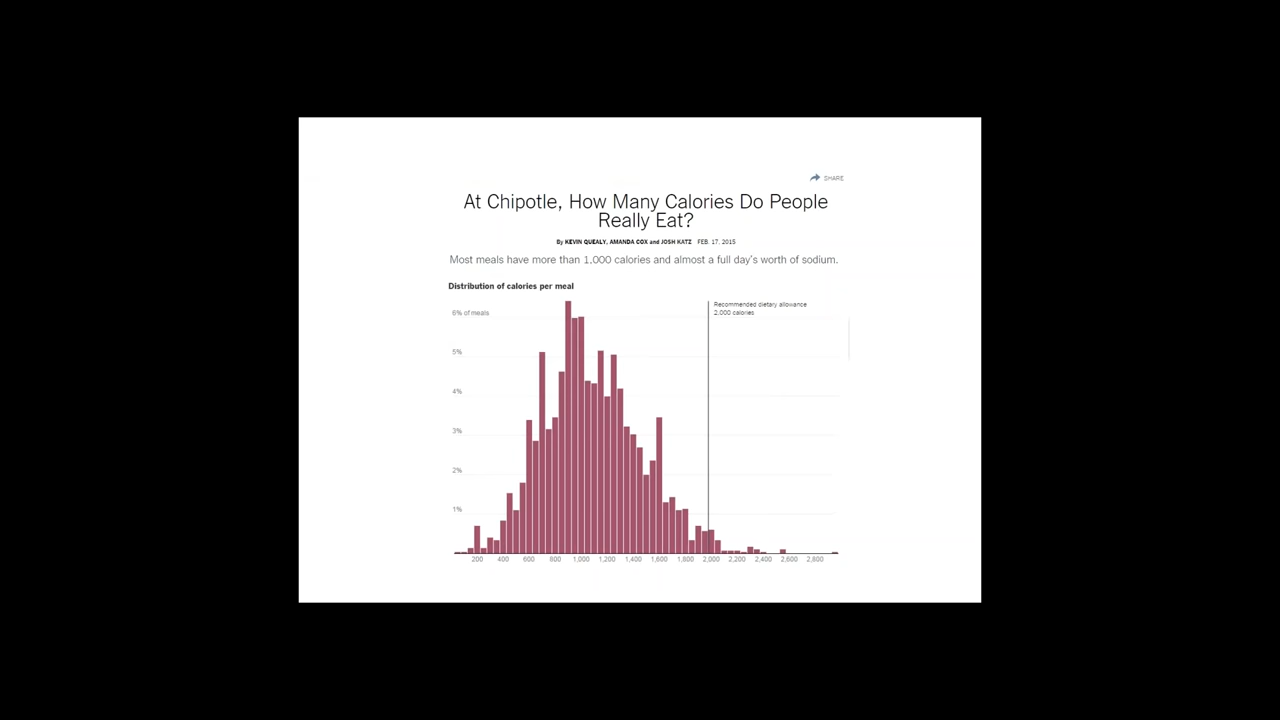 SHARE
At Chipotle, How Many Calories Do People
Really Eat?
By KEVIN QUEALY, AMANDA COX and JOSH KATZ FEB. 17, 2015
Most meals have more than 1,000 calories and almost a full day's worth of sodium.
Distribution of calories per meal
Recommended dietary allowance
2,000 calories
6% of meals
5%
4%
3%
2%
1%
200 400 600 800 1,000 1,200 1,400 1,600 1,800 2,000 2,200 2,400 2,600 2,800